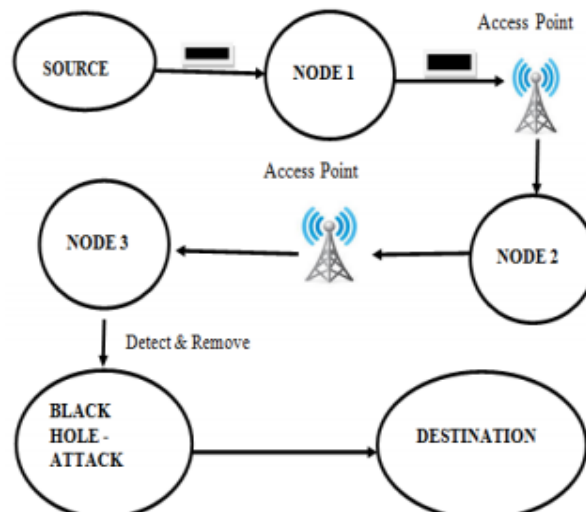 Access Point
SOURCE
NODE 1
Access Point
NODE 3
NODE 2
Detect & Remove
BLACK
HOLE -
ATTACK
DESTINATION